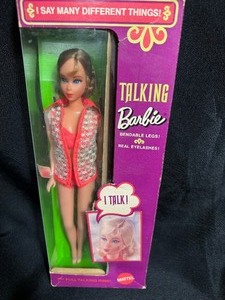 I SAY MANY DIFFERENT THINGS!
TALKING
Barbie
BENDABLE LEGS!
REAL EYELASHES!
I TALK!
MATTEL